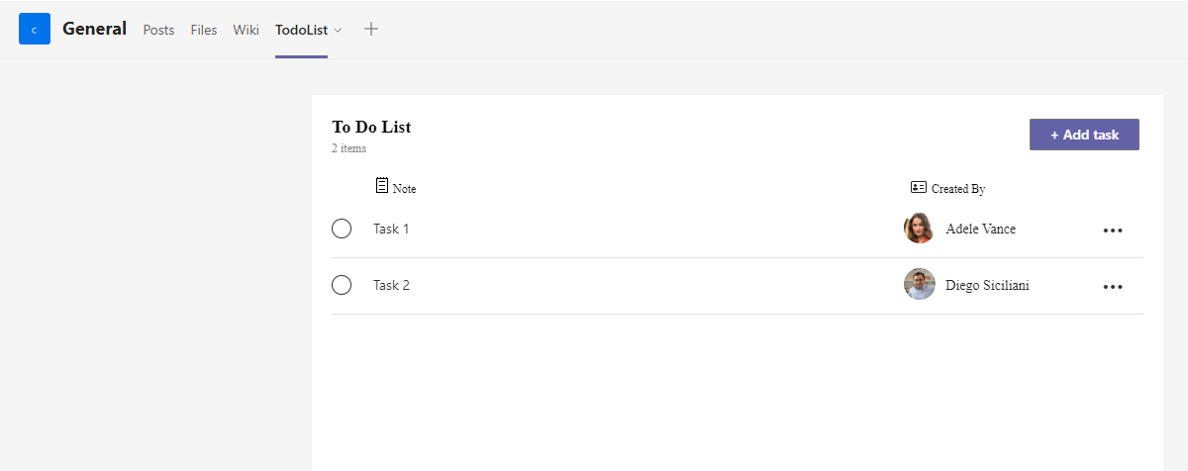 c General Posts Files Wiki TodoList
To Do List
2 items
+ Add task
Note Created By
Task 1 Adele Vance
Task 2 Diego Siciliani